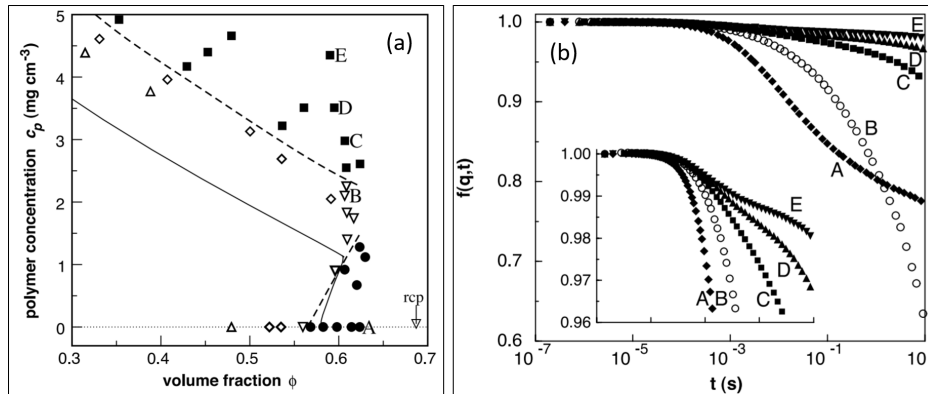 (a)
polymer concentration cp (mg cm-3)
5
4
3
2
1
0
E
D
C
B
A
rcp
0.3
0.4
0.5
0.6
0.7
volume fraction ϕ
(b)
f(q,t)
1.0
0.9
0.8
0.7
0.6
E
D
C
B
A
1.00
0.99
0.98
0.97
0.96
A
B
C
D
E
10-7
10-5
10-3
10-1
10
t (s)